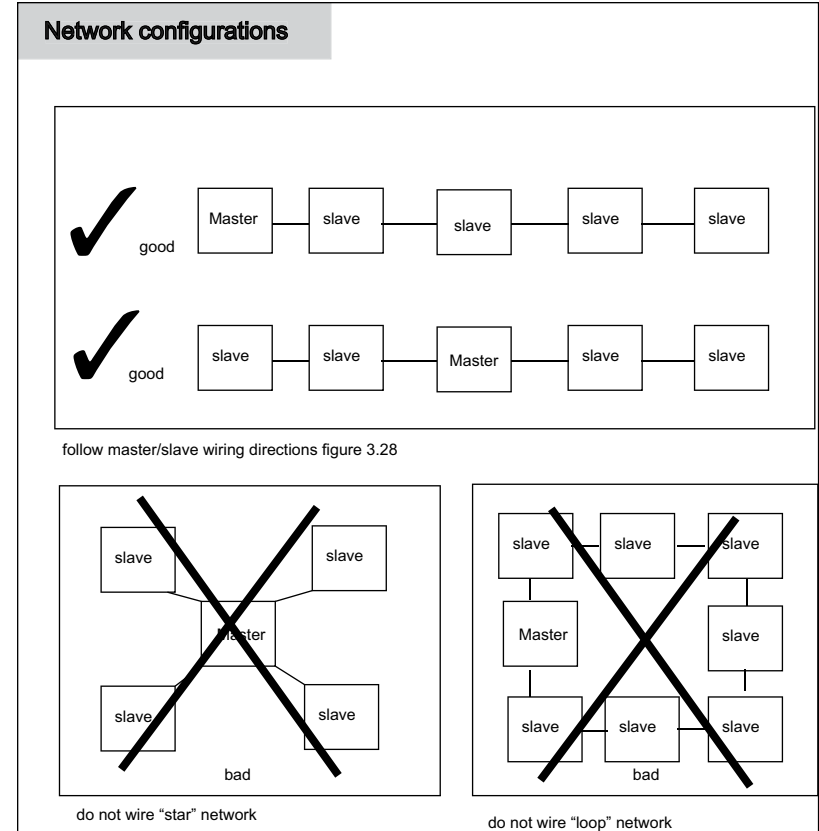 Network configurations
Master slave slave slave slave
good
slave slave Master slave slave
good
follow master/slave wiring directions figure 3.28
slave slave
Master
slave slave
bad
do not wire “star” network
slave slave slave
Master slave
slave slave slave
bad
do not wire “loop” network